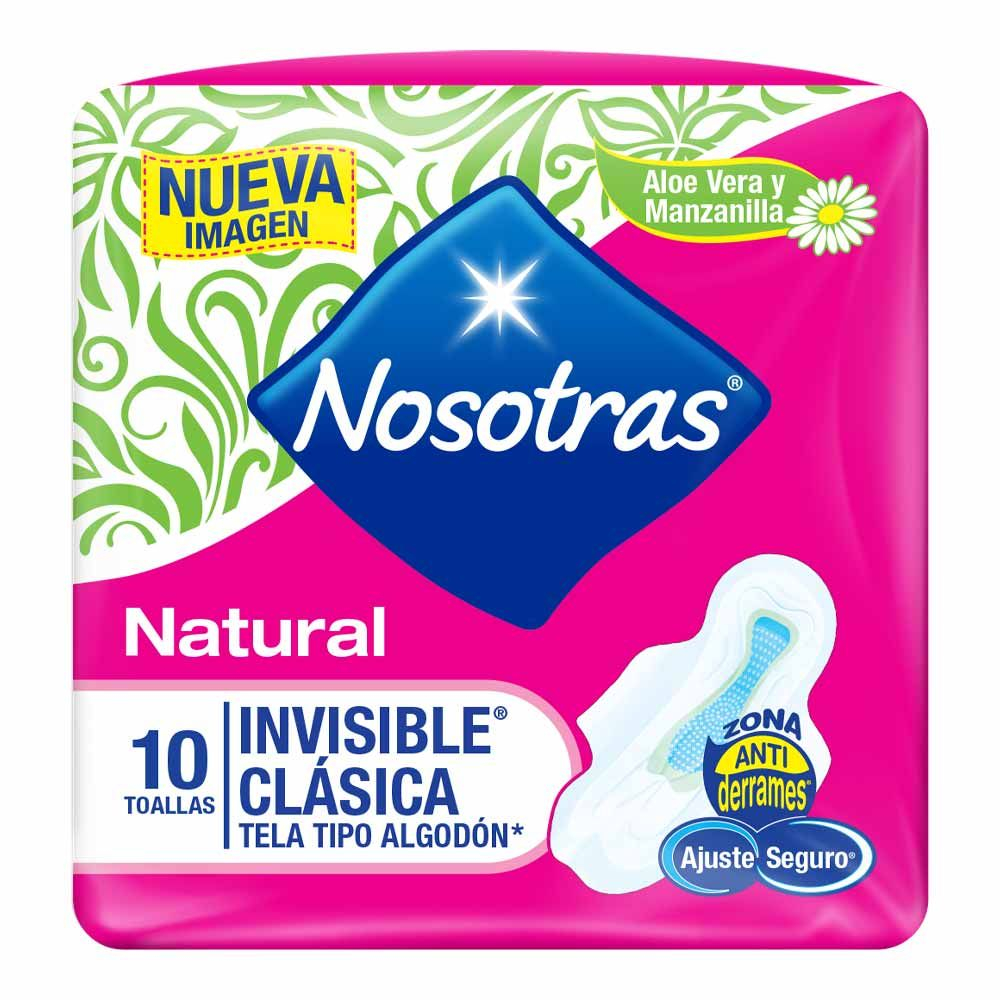 NUEVA
IMAGEN
Aloe Vera y
Manzanilla
Nosotras®
Natural
10
TOALLAS
INVISIBLE®
CLÁSICA
TELA TIPO ALGODÓN*
ZONA
ANTI
derrames
Ajuste Seguro®